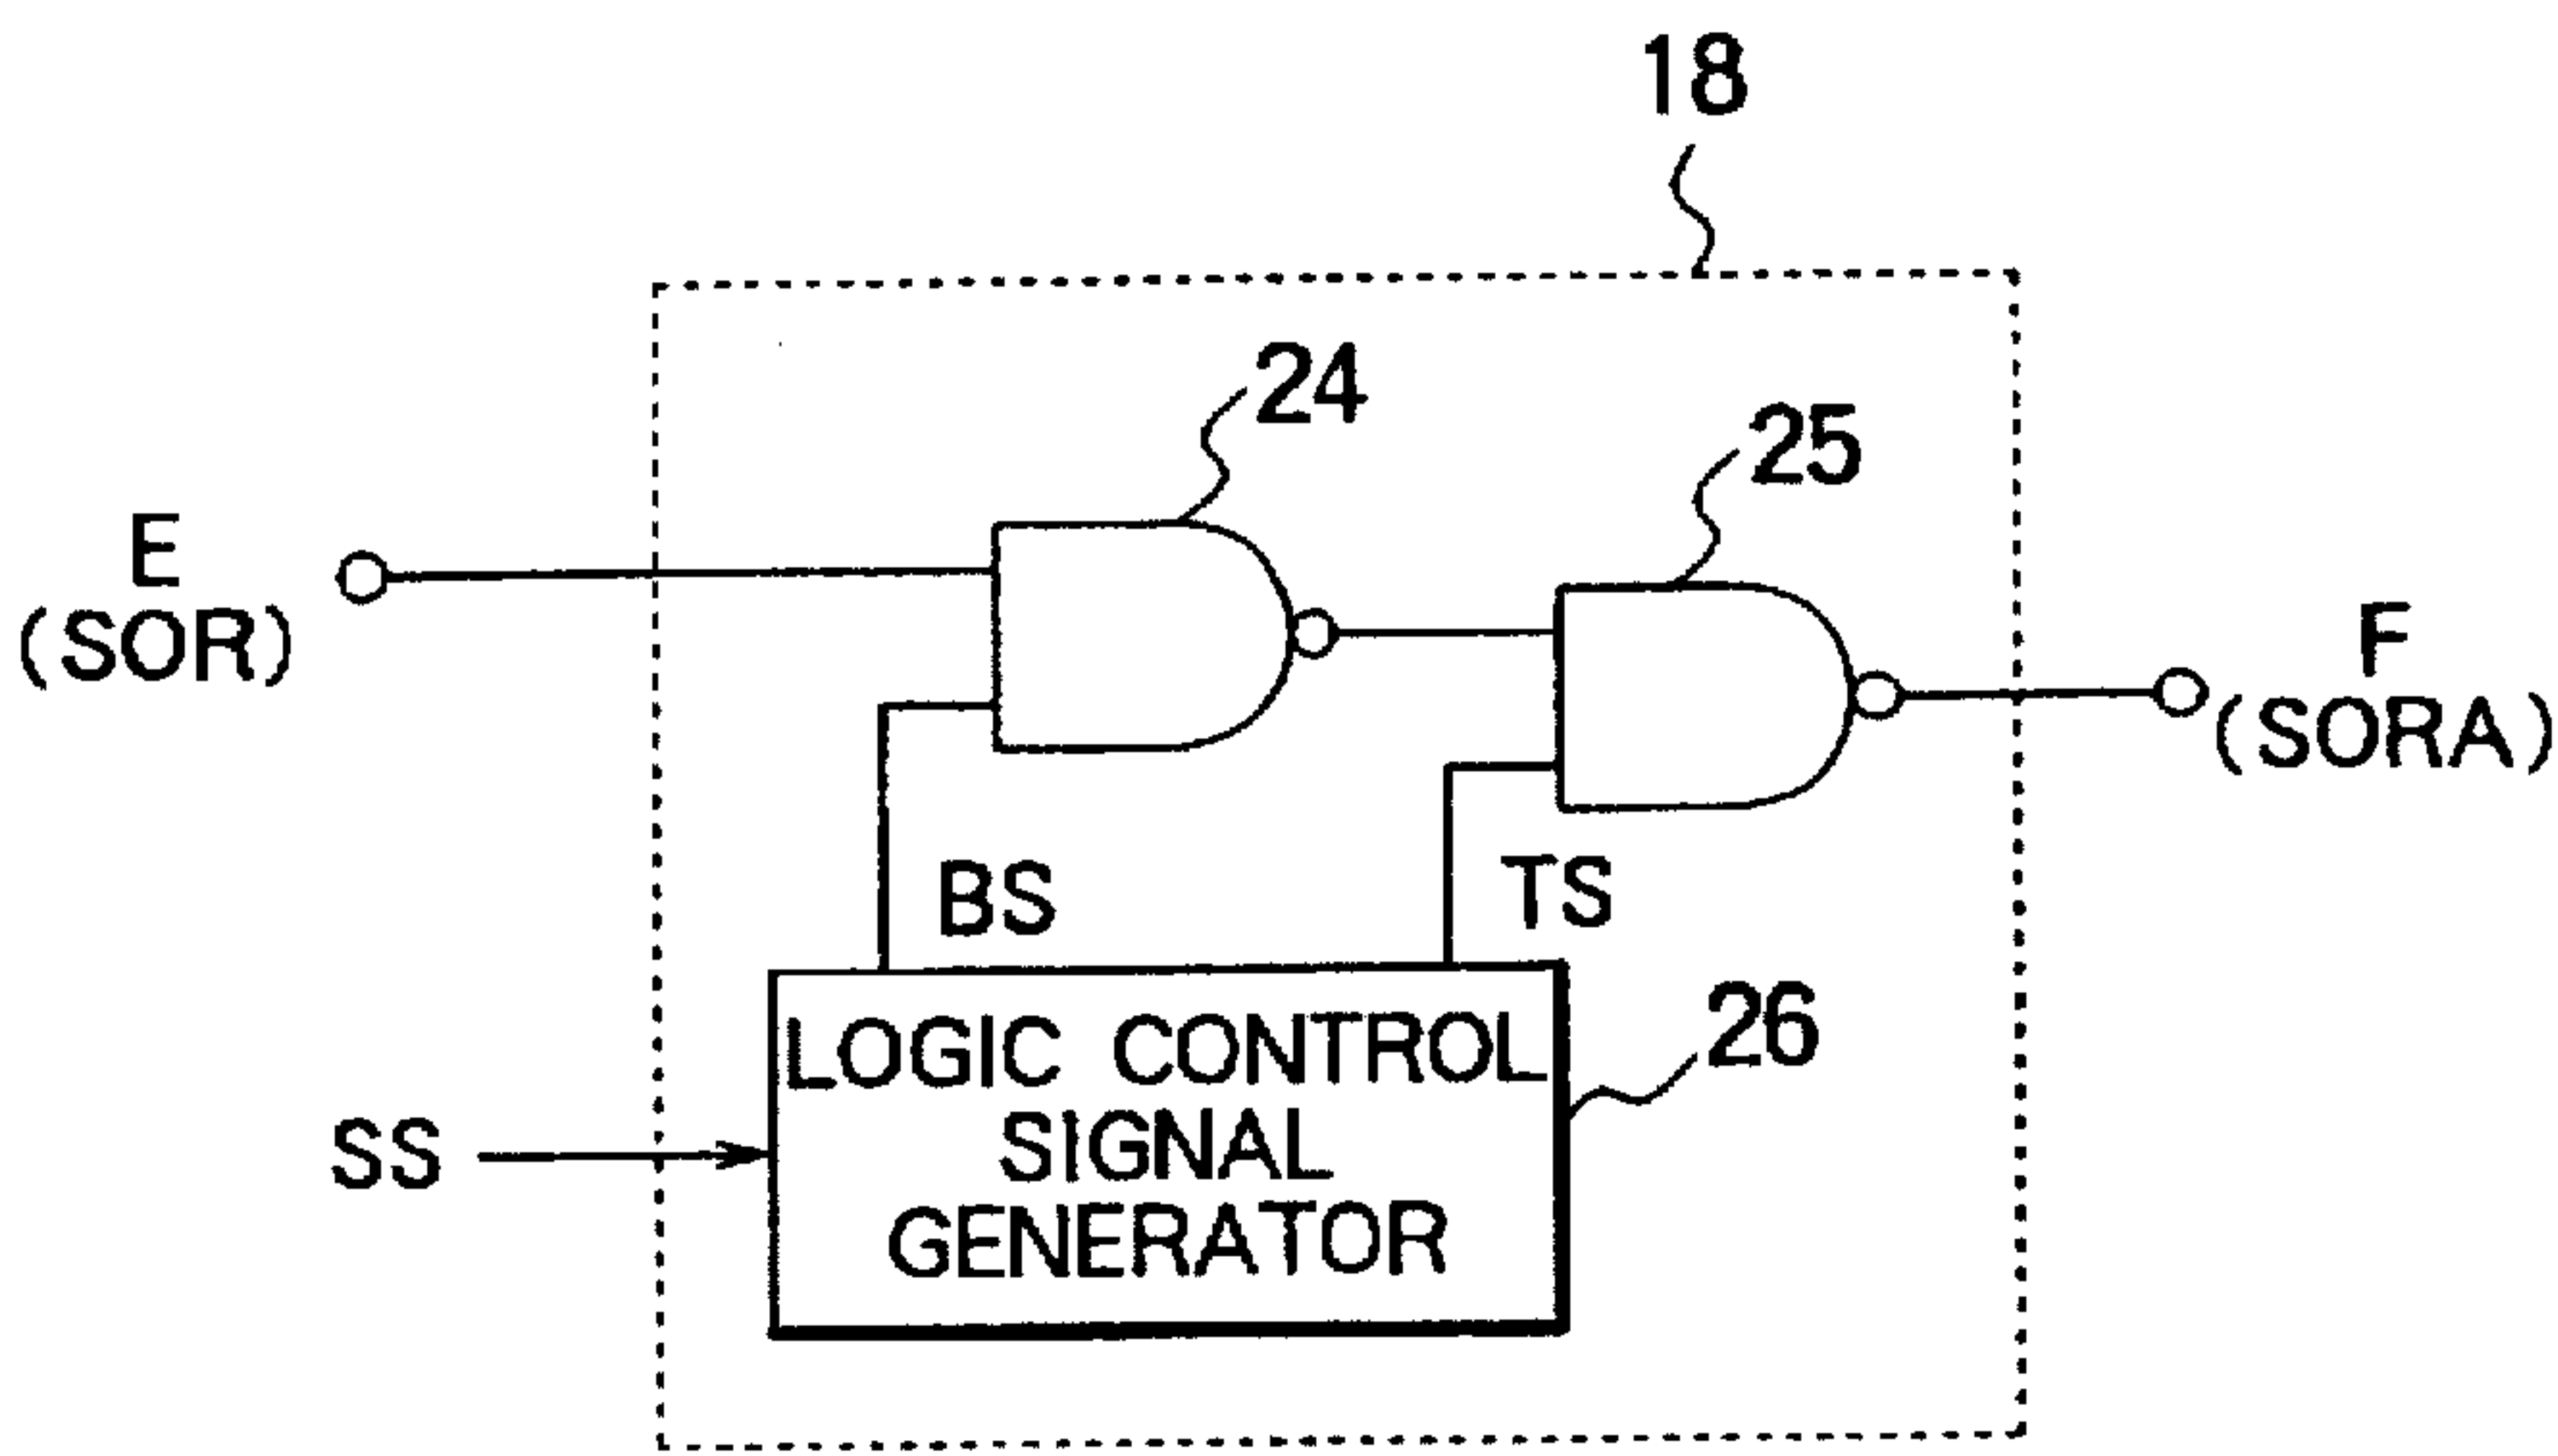 18
24
25
E
(SOR)
F
(SORA)
BS
TS
26
LOGIC CONTROL
SIGNAL
GENERATOR
SS